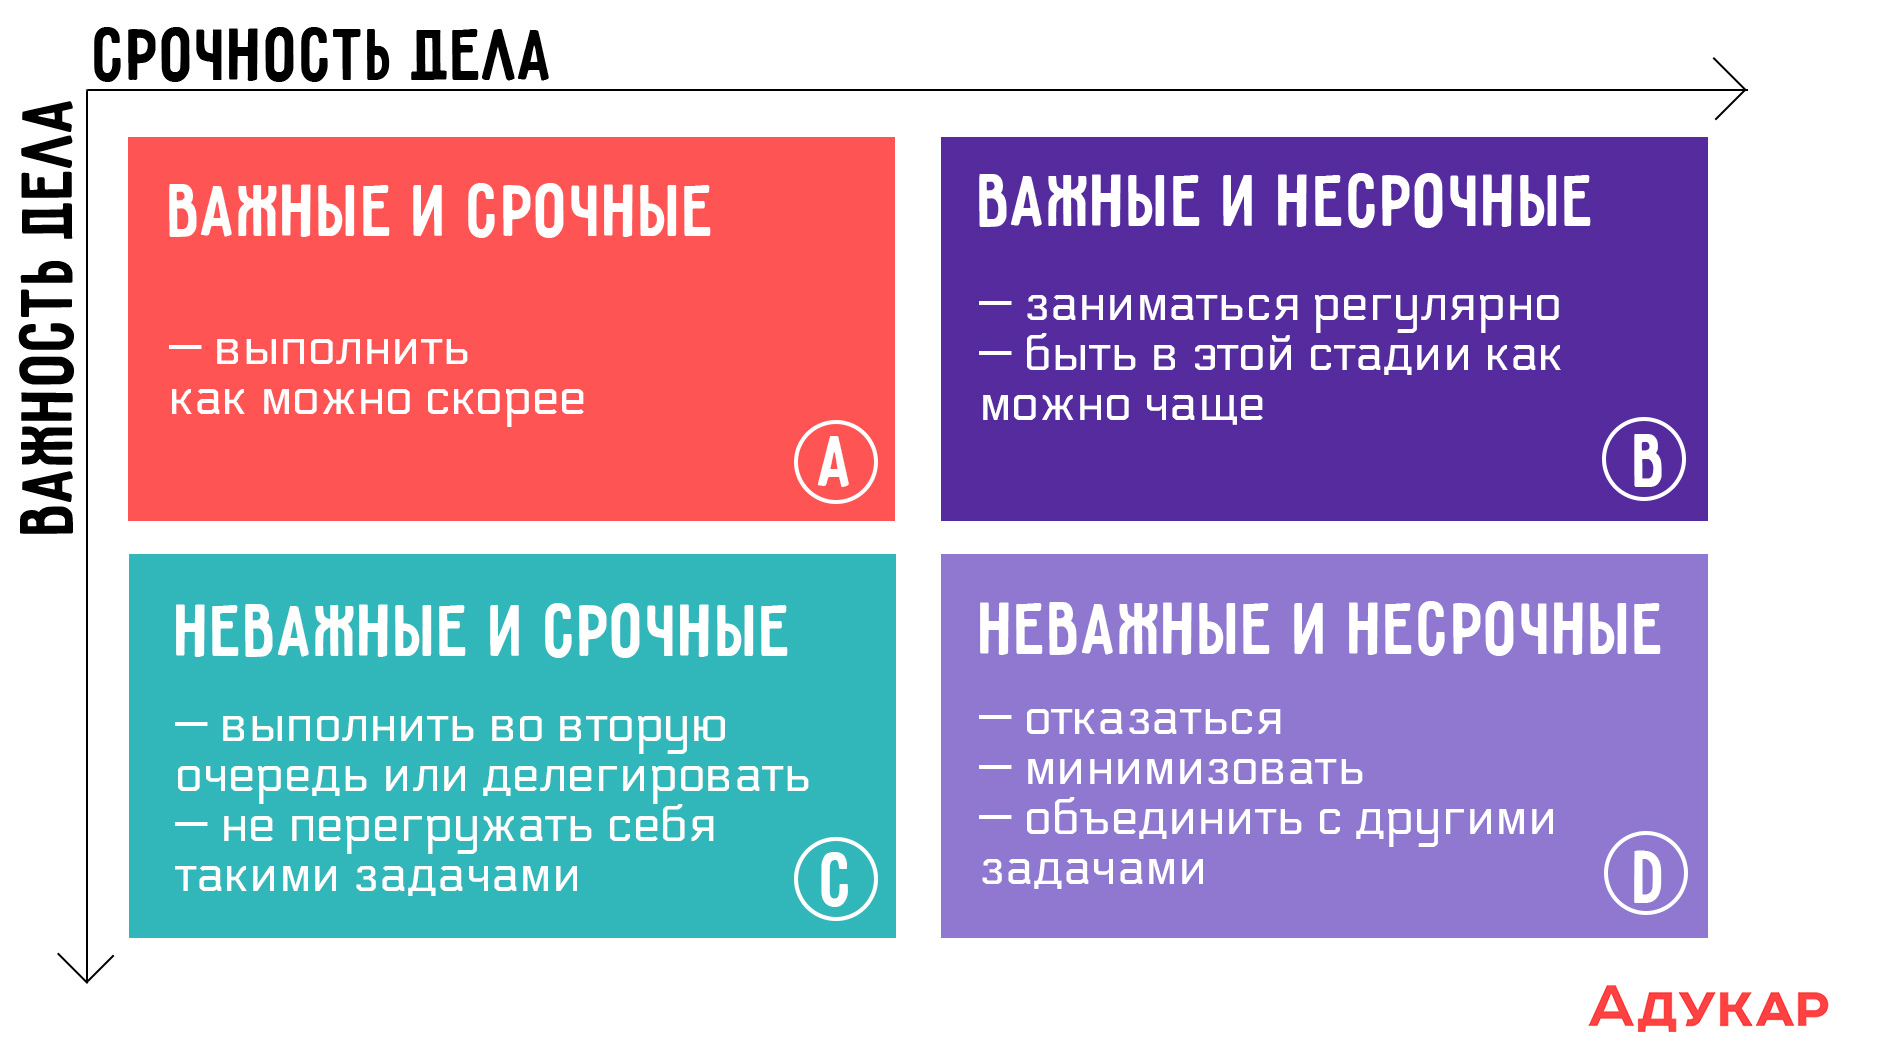 СРОЧНОСТЬ ДЕЛА
ВАЖНОСТЬ ДЕЛА
ВАЖНЫЕ И СРОЧНЫЕ
— выполнить
как можно скорее
A
ВАЖНЫЕ И НЕСРОЧНЫЕ
— заниматься регулярно
— быть в этой стадии как
можно чаще
B
НЕВАЖНЫЕ И СРОЧНЫЕ
— выполнить во вторую
очередь или делегировать
— не перегружать себя
такими задачами
C
НЕВАЖНЫЕ И НЕСРОЧНЫЕ
— отказаться
— минимизовать
— объединить с другими
задачами
D
Адукар